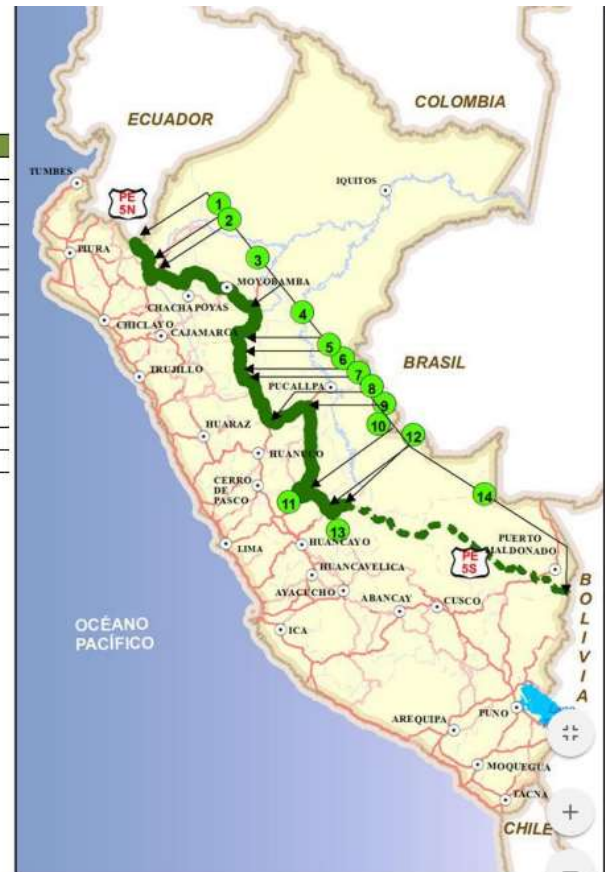 COLOMBIA
ECUADOR
TUMBES
IQUITOS
PE
5N
1
2
PIURA
3
MOYOBAMBA
CHACHAPOYAS
4
CHICLAYO
CAJAMARCA
5
BRASIL
6
TRUJILLO
7
PUCALLPA
8
9
HUARAZ
10
12
HUANUCO
CERRO
DE
PASCO
14
11
13
PUERTO
MALDONADO
LIMA
HUANCAYO
PE
5S
HUANCAVELICA
AYACUCHO
ABANCAY
CUSCO
BOLIVIA
OCÉANO
PACÍFICO
ICA
PUNO
AREQUIPA
MOQUEGUA
TACNA
CHILE